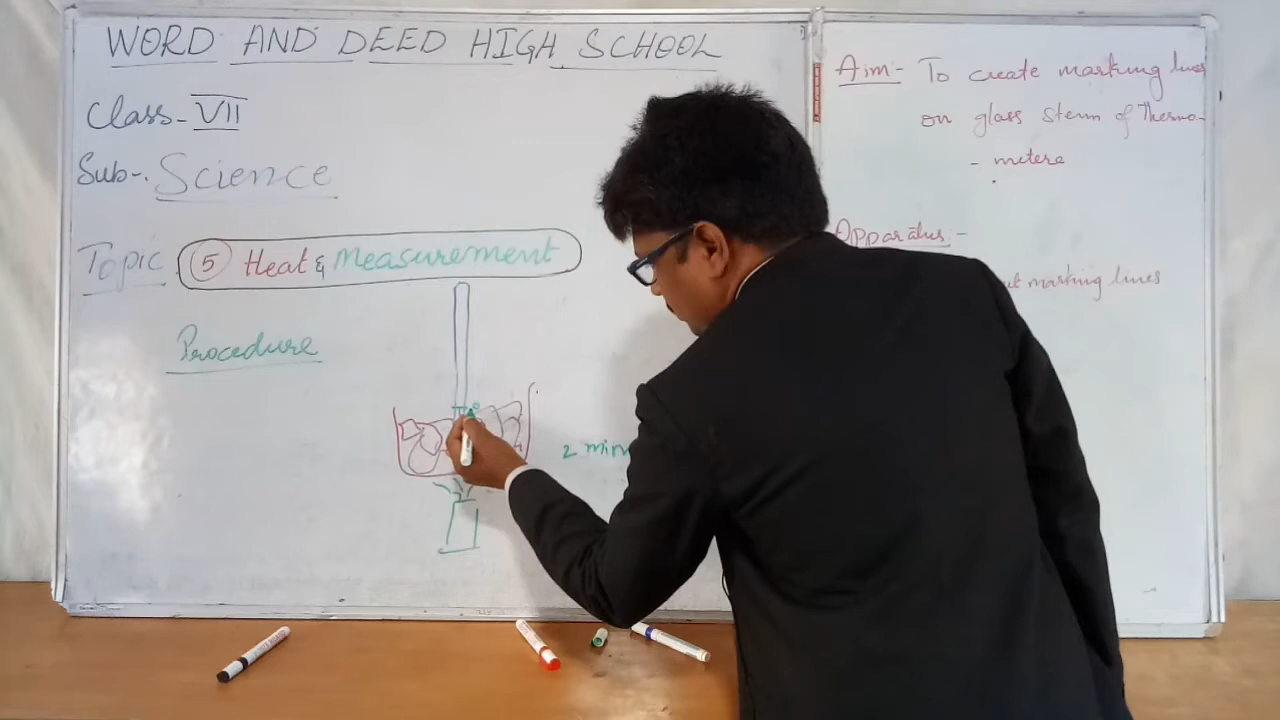 WORD AND DEED HIGH SCHOOL
Class- VII
Sub-. Science
Topic 5 Heat & Measurement
Procedure
2 min
Aim:- To create marking lines
on glass stem of Thermo-
- metere
Apparatus -
marking lines